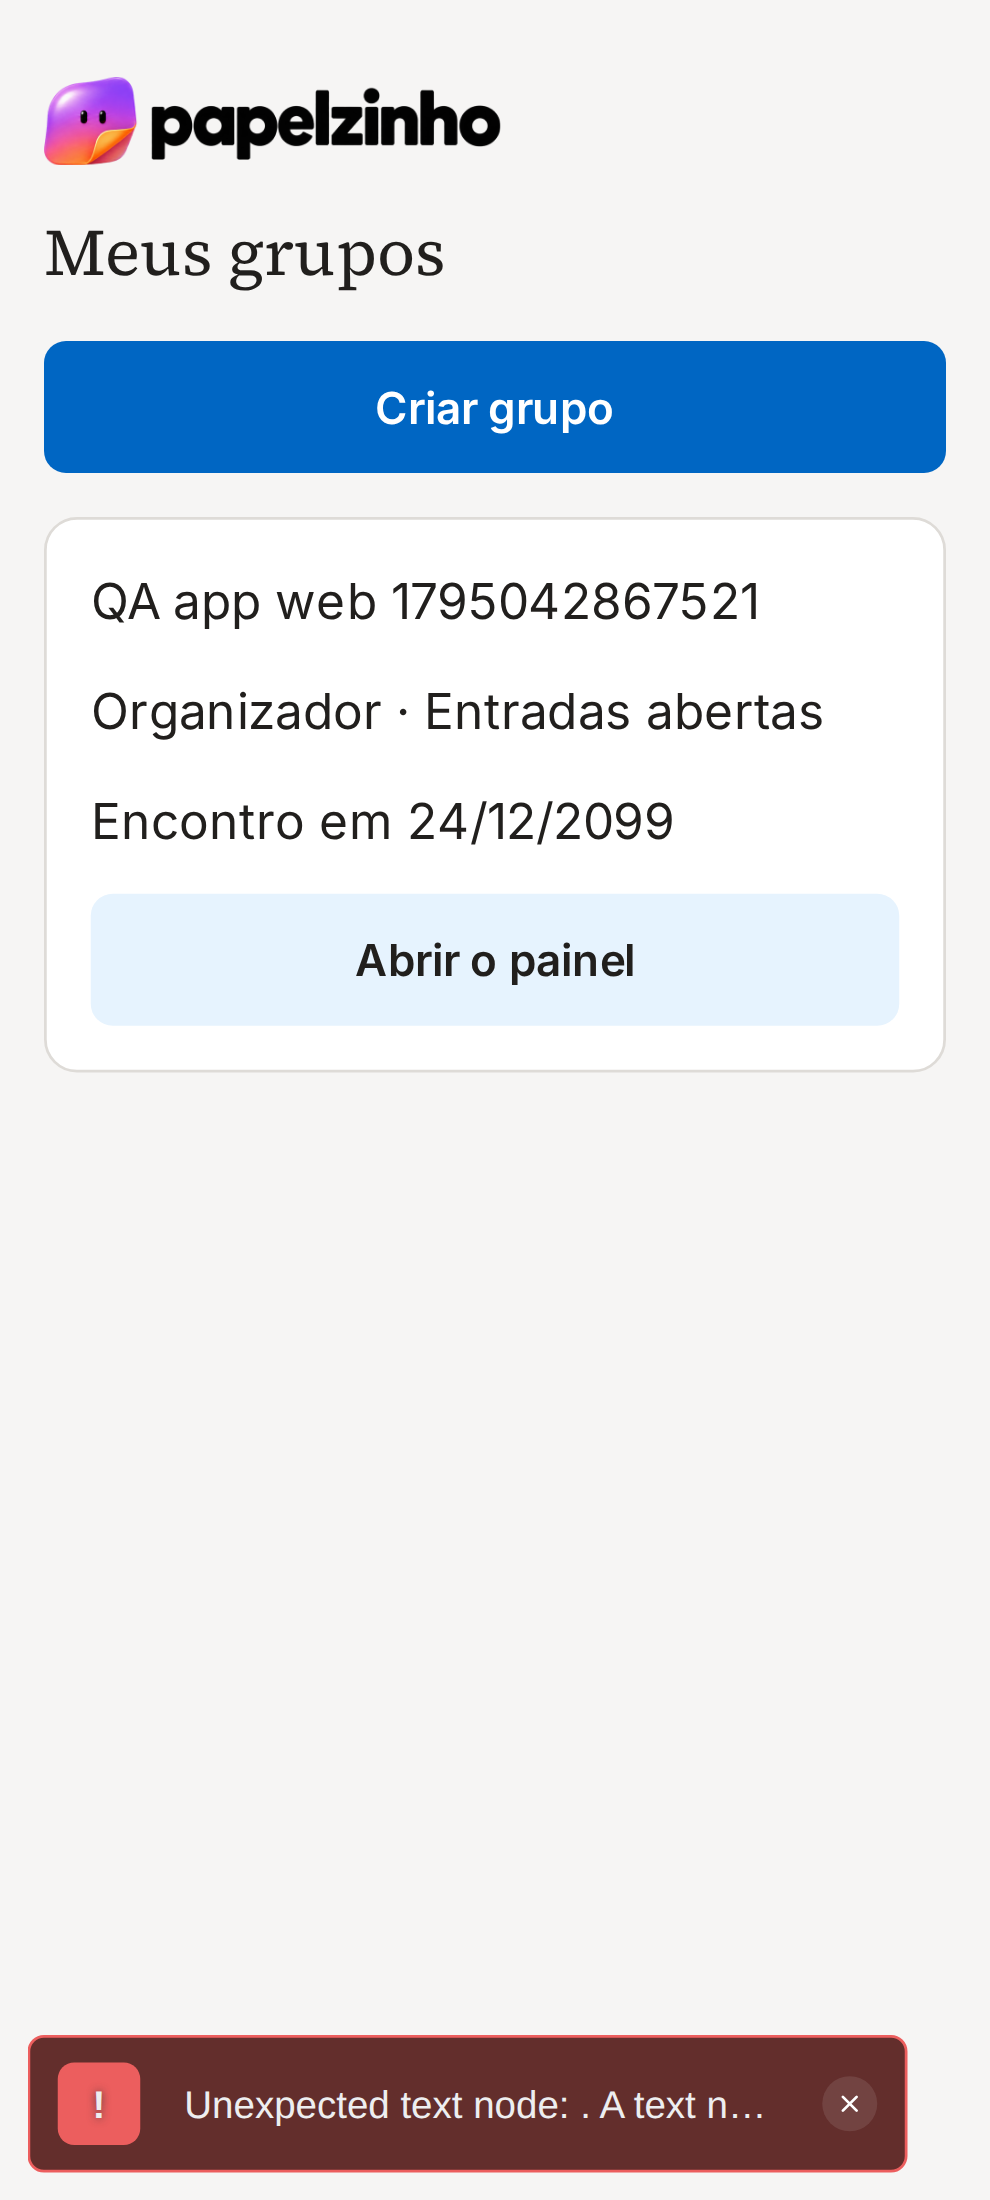 papelzinho
Meus grupos
Criar grupo
QA app web 1795042867521
Organizador · Entradas abertas
Encontro em 24/12/2099
Abrir o painel
! Unexpected text node: . A text n…